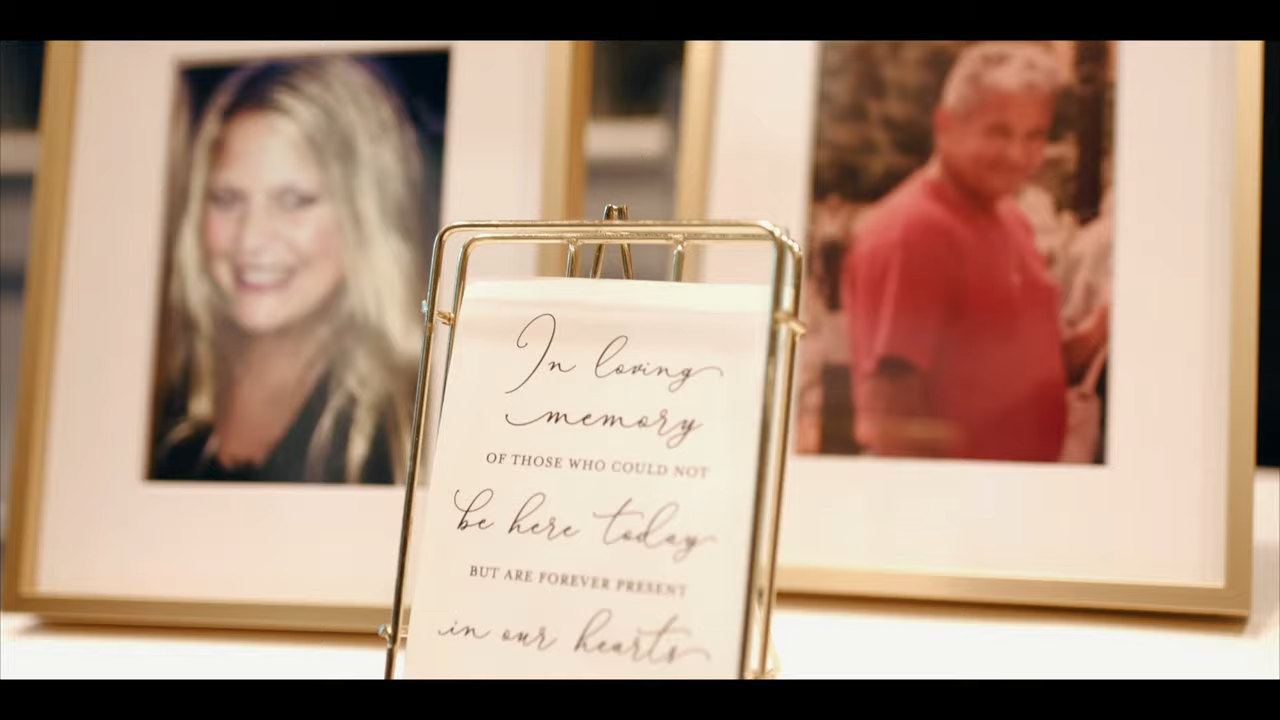 In loving
memory
OF THOSE WHO COULD NOT
be here today
BUT ARE FOREVER PRESENT
in our hearts